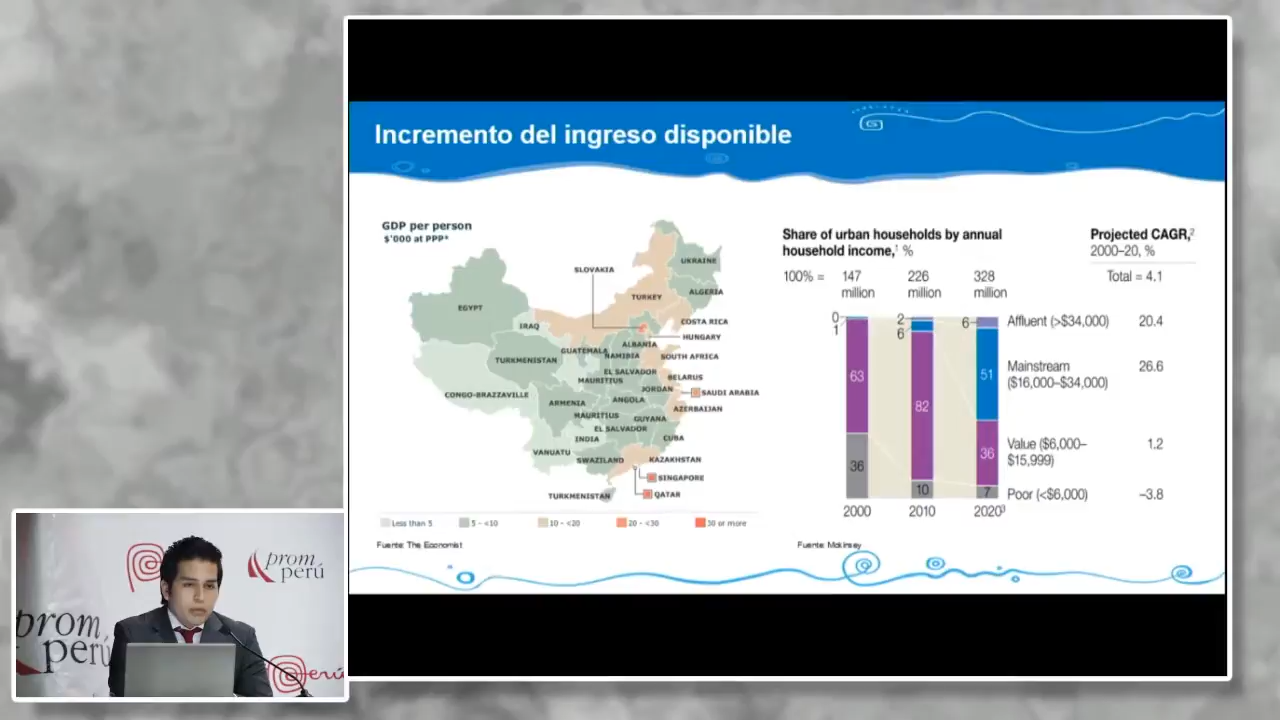 Incremento del ingreso disponible
GDP per person
$'000 at PPP*
SLOVAKIA
UKRAINE
EGYPT
TURKEY
ALGERIA
IRAQ
COSTA RICA
HUNGARY
ALBANIA
GUATEMALA
NAMIBIA
SOUTH AFRICA
TURKMENISTAN
EL SALVADOR
MAURITIUS
BELARUS
JORDAN
SAUDI ARABIA
CONGO-BRAZZAVILLE
ANGOLA
ARMENIA
AZERBAIJAN
MAURITIUS
GUYANA
EL SALVADOR
INDIA
CUBA
VANUATU
SWAZILAND
KAZAKHSTAN
SINGAPORE
TURKMENISTAN
QATAR
Less than 5
5 - <10
10 - <20
20 - <30
30 or more
Fuente: The Economist
Share of urban households by annual
household income,¹ %
Projected CAGR,²
2000–20, %
100% =
147
million
226
million
328
million
Total = 4.1
0
1
63
36
2
6
82
10
6
51
36
7
Affluent (>$34,000)
20.4
Mainstream
($16,000–$34,000)
26.6
Value ($6,000–
$15,999)
1.2
Poor (<$6,000)
–3.8
2000
2010
2020³
Fuente: Mckinsey
prom
perú
prom
perú
Perú